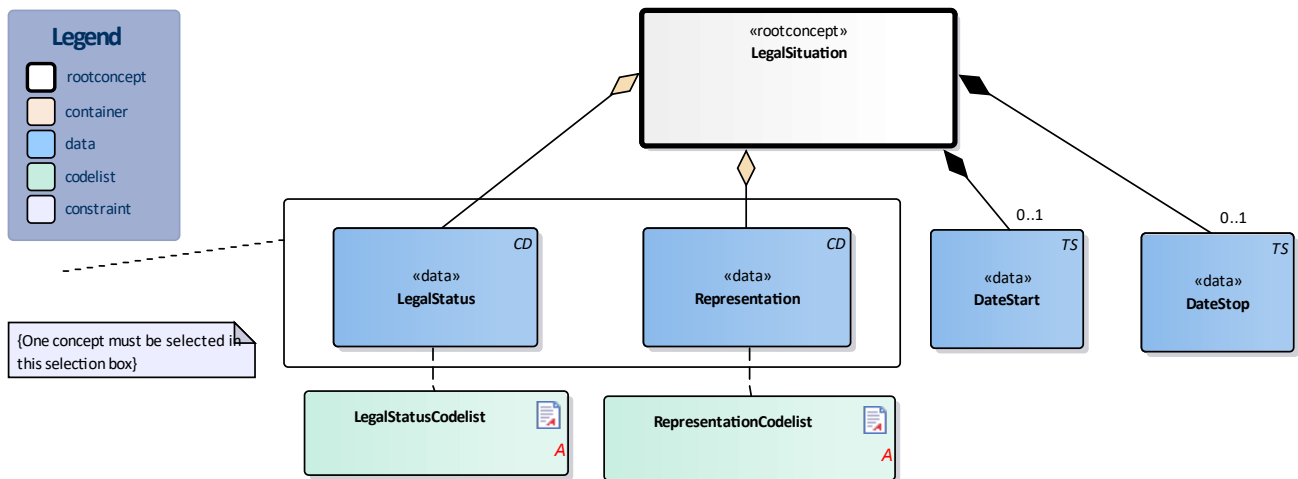 Legend
rootconcept
container
data
codelist
constraint
«rootconcept»
LegalSituation
0..1
0..1
CD
«data»
LegalStatus
CD
«data»
Representation
TS
«data»
DateStart
TS
«data»
DateStop
{One concept must be selected in
this selection box}
LegalStatusCodelist
A
RepresentationCodelist
A